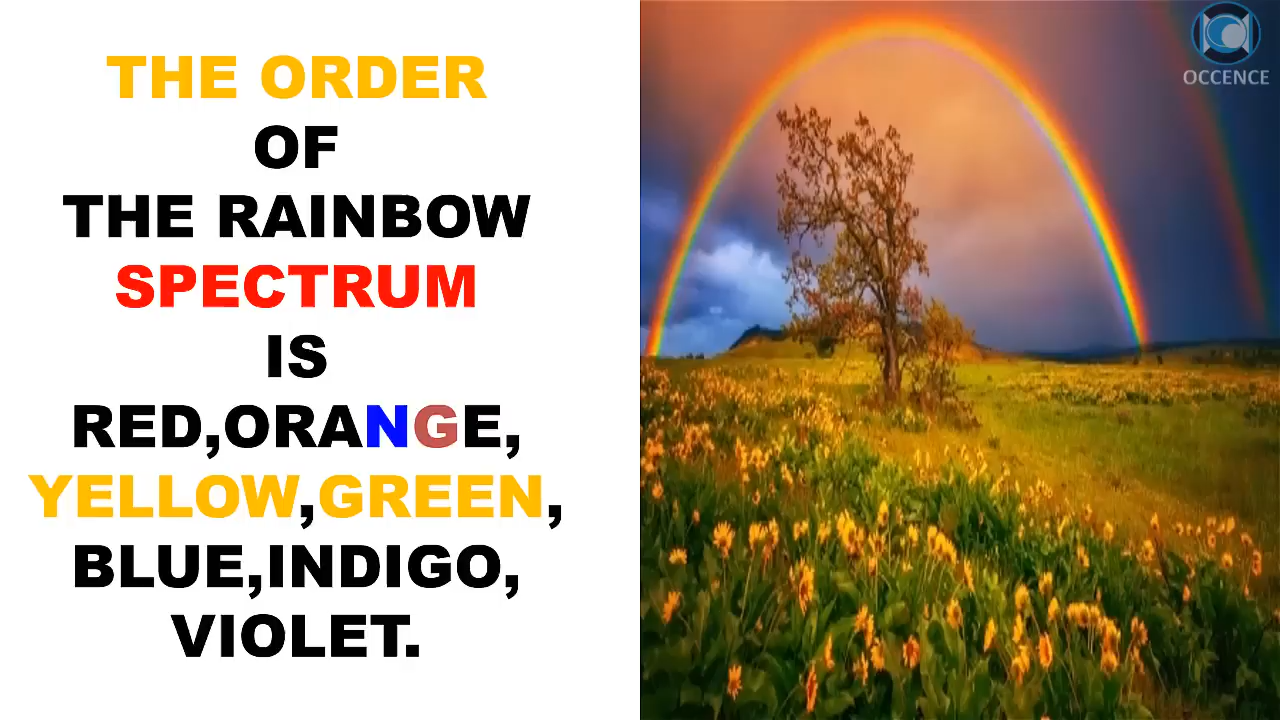 THE ORDER
OF
THE RAINBOW
SPECTRUM
IS
RED,ORANGE,
YELLOW,GREEN,
BLUE,INDIGO,
VIOLET.
OCCENCE